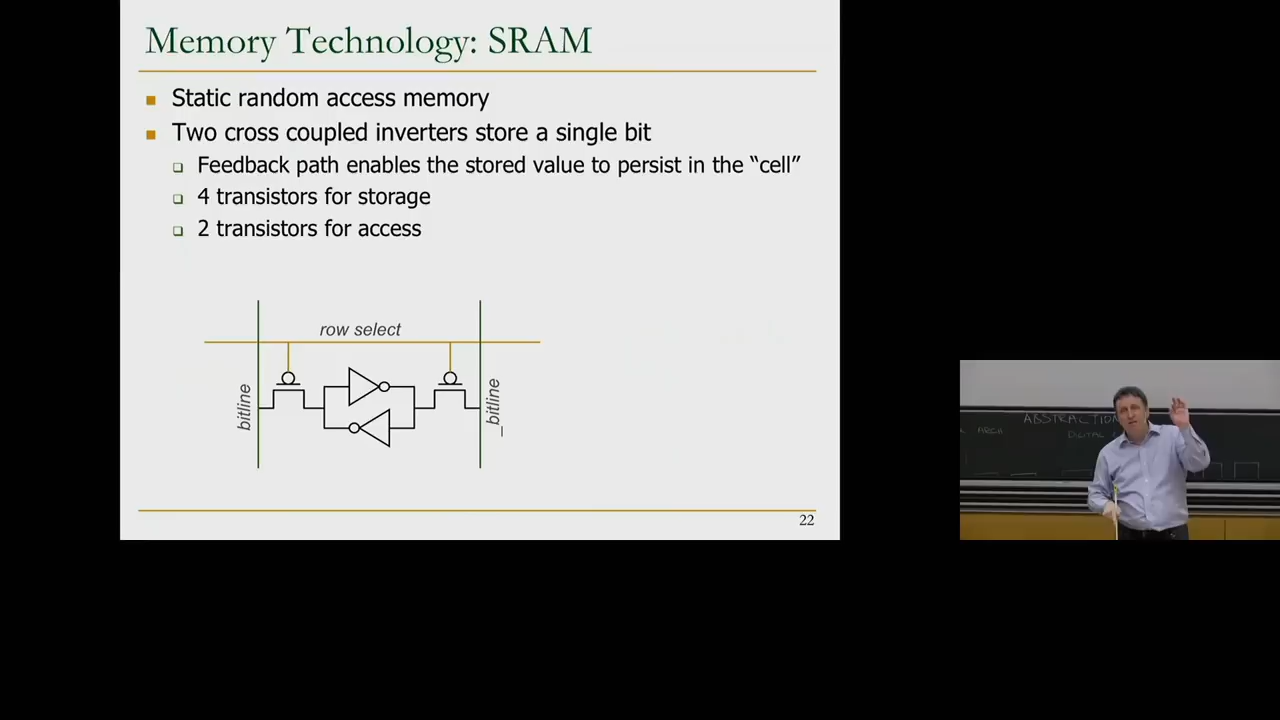 Memory Technology: SRAM
Static random access memory
Two cross coupled inverters store a single bit
Feedback path enables the stored value to persist in the “cell”
4 transistors for storage
2 transistors for access
row select
bitline
_bitline
22
ABSTRACTION
ARCH
DIGITAL